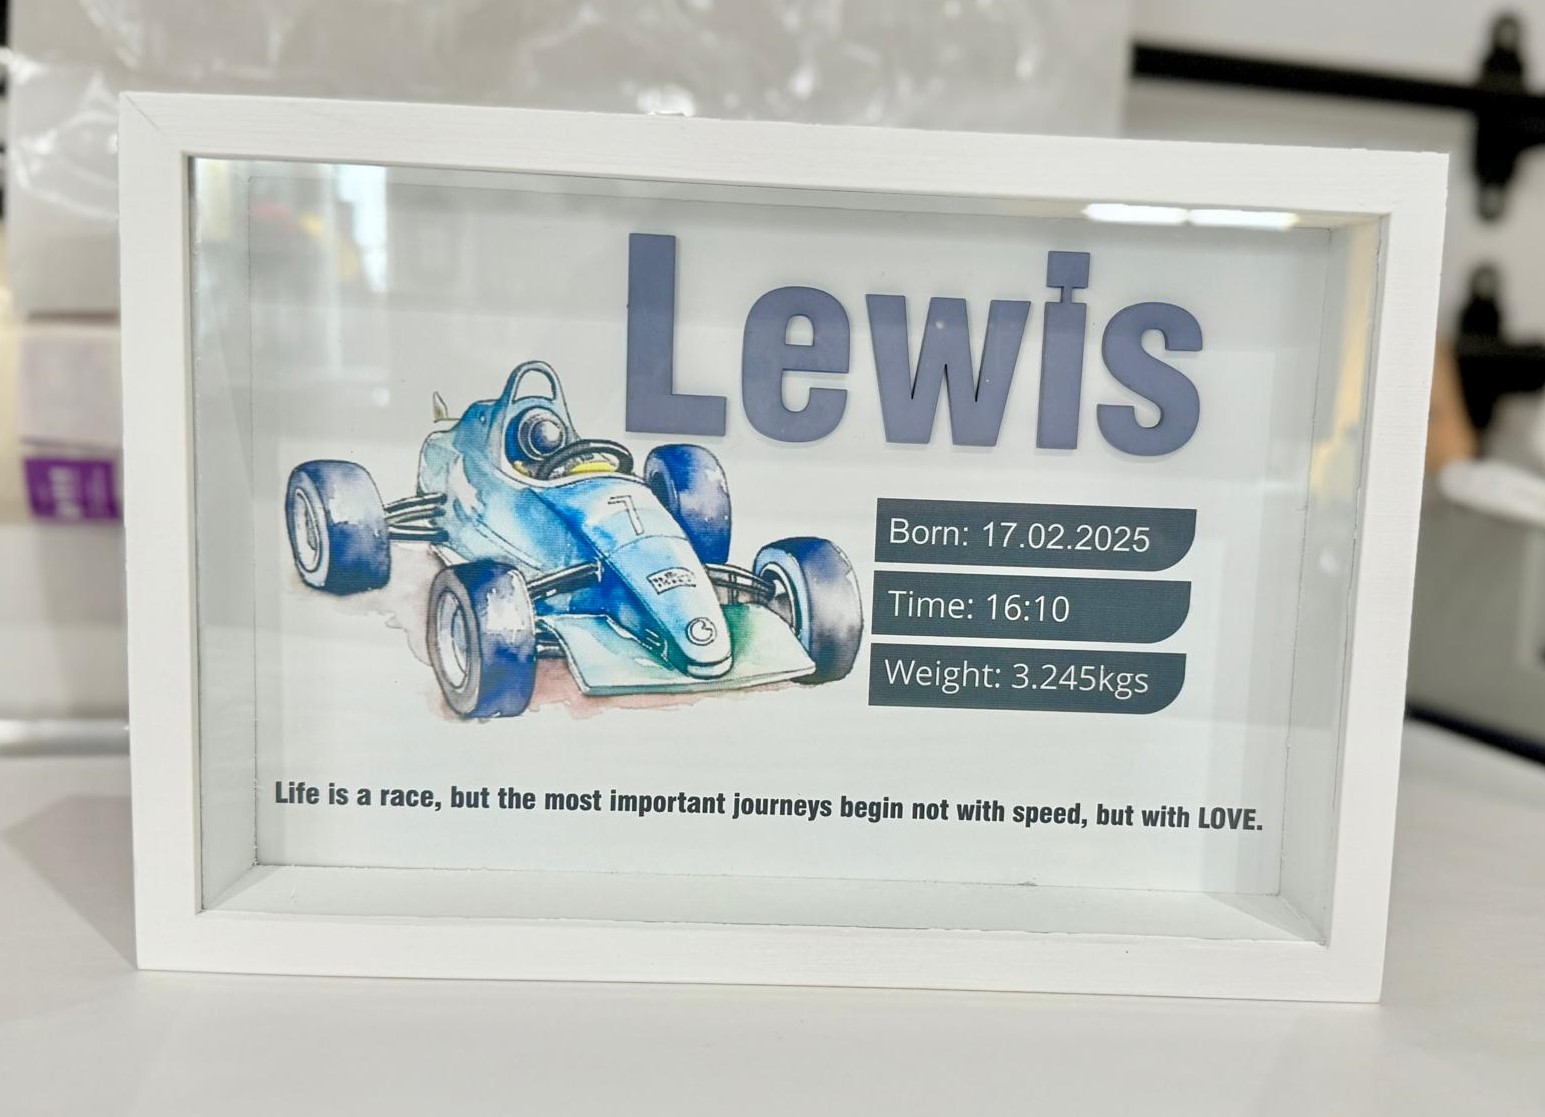 Lewis
7
Born: 17.02.2025
Time: 16:10
Weight: 3.245kgs
Life is a race, but the most important journeys begin not with speed, but with LOVE.